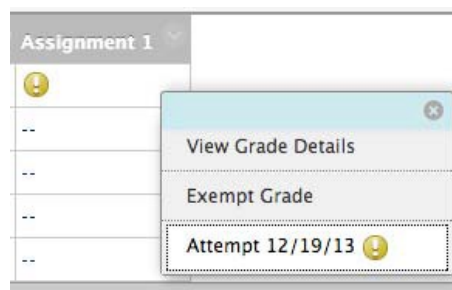 Assignment 1
--
--
--
--
View Grade Details
Exempt Grade
Attempt 12/19/13